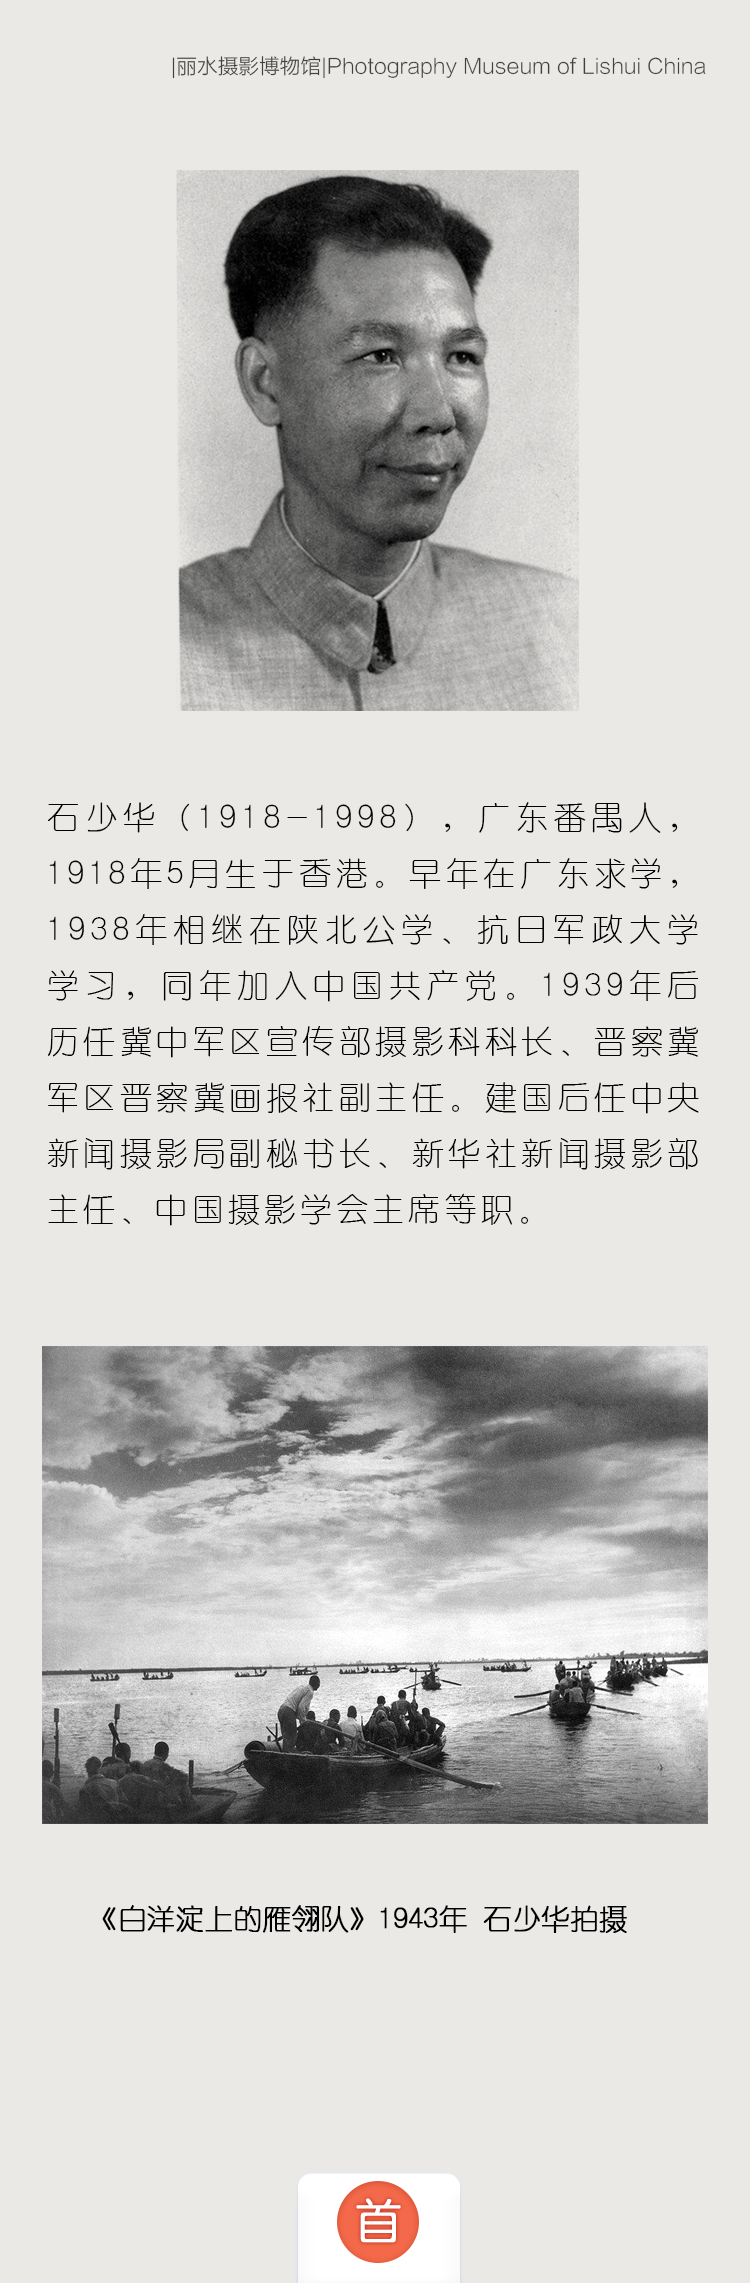 |丽水摄影博物馆|Photography Museum of Lishui China
石少华（1918-1998），广东番禺人，
1918年5月生于香港。早年在广东求学，
1938年相继在陕北公学、抗日军政大学
学习，同年加入中国共产党。1939年后
历任冀中军区宣传部摄影科科长、晋察冀
军区晋察冀画报社副主任。建国后任中央
新闻摄影局副秘书长、新华社新闻摄影部
主任、中国摄影学会主席等职。
《白洋淀上的雁翎队》1943年 石少华拍摄
首